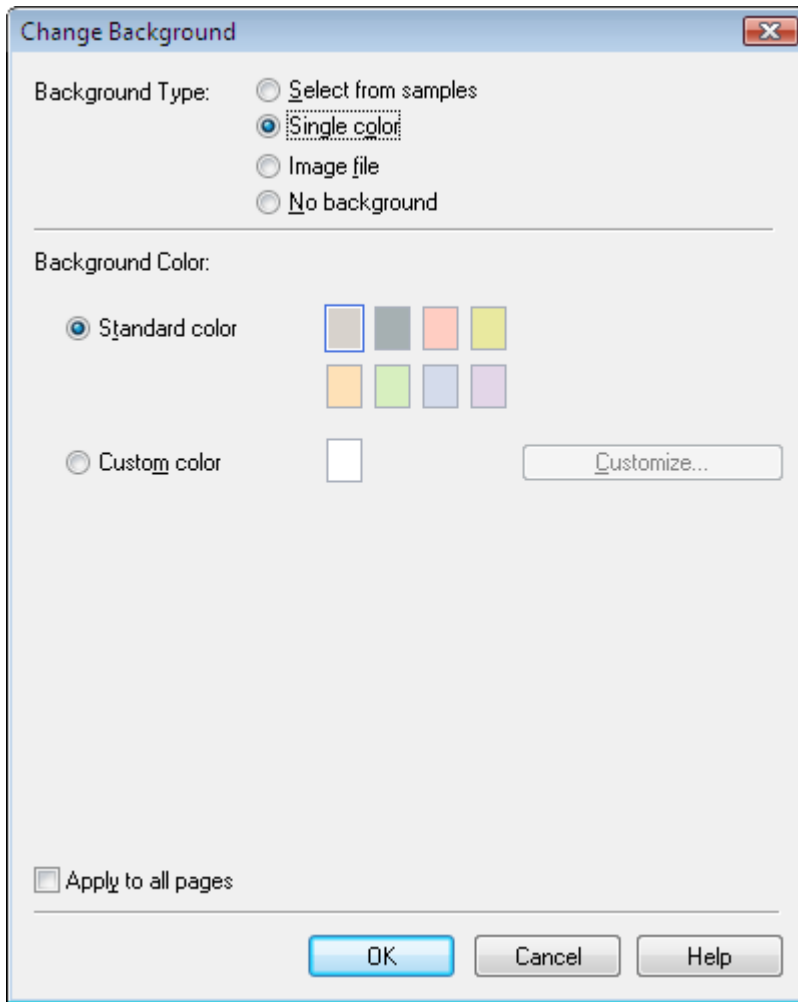 Change Background
Background Type:
Select from samples
Single color
Image file
No background
Background Color:
Standard color
Custom color
Customize...
Apply to all pages
OK Cancel Help